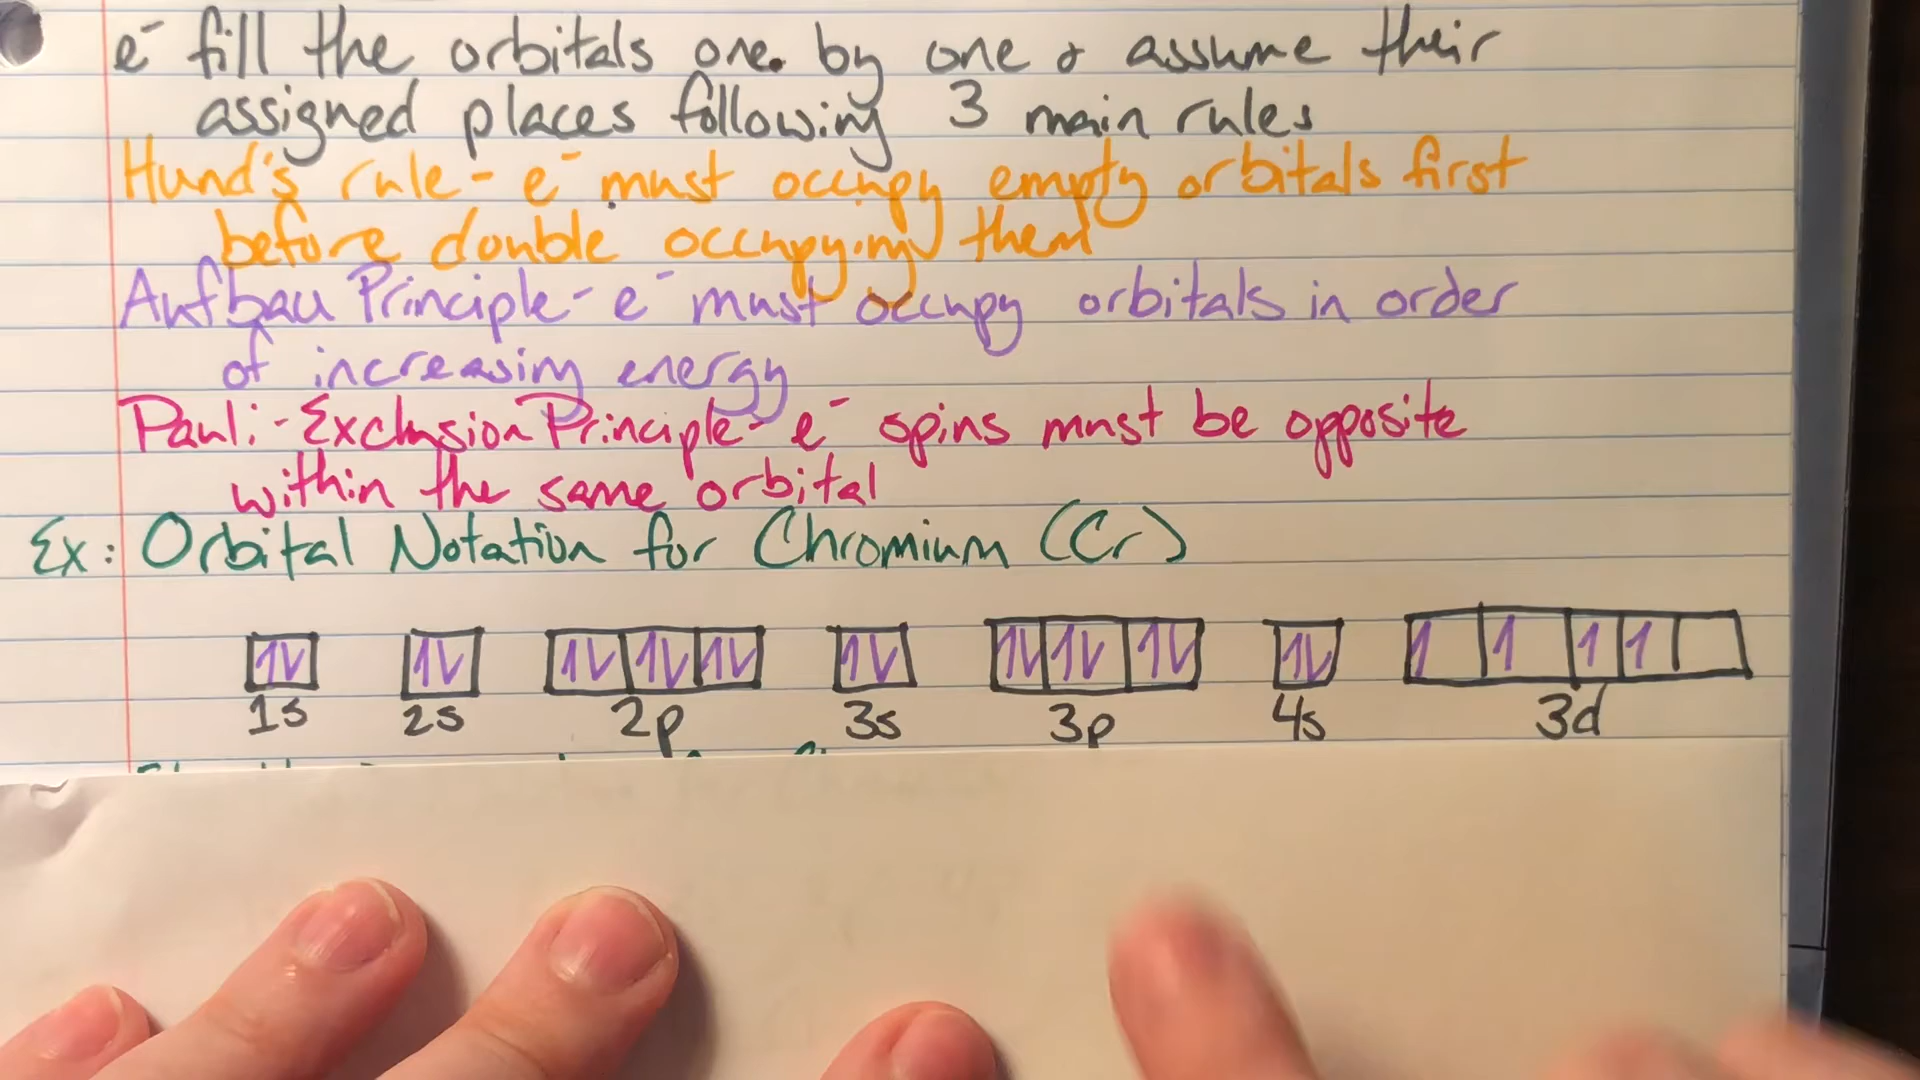 e⁻ fill the orbitals one by one & assume their
assigned places following 3 main rules
Hund's rule - e⁻ must occupy empty orbitals first
before double occupying them
Aufbau Principle - e⁻ must occupy orbitals in order
of increasing energy
Pauli-Exclusion Principle - e⁻ spins must be opposite
within the same orbital
Ex: Orbital Notation for Chromium (Cr)
1s 2s 2p 3s 3p 4s 3d